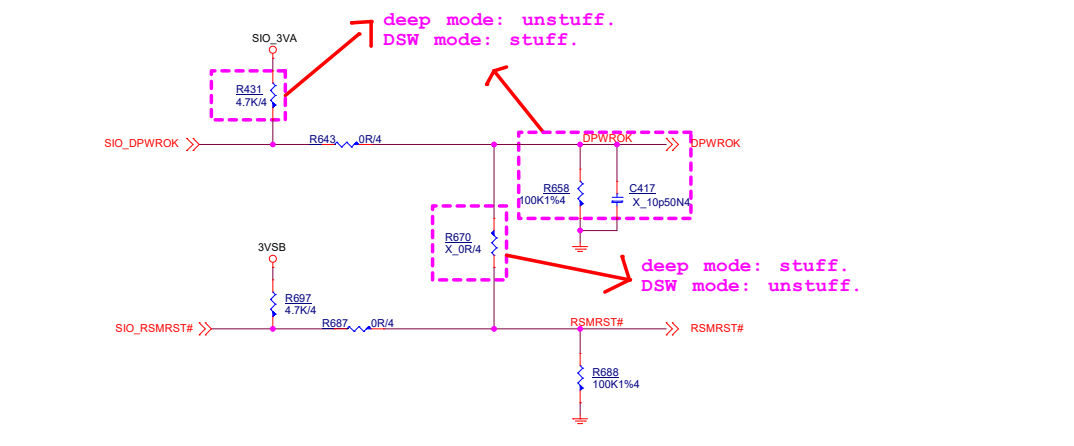 deep mode: unstuff.
DSW mode: stuff.
SIO_3VA
R431
4.7K/4
SIO_DPWROK
R643
0R/4
DPWROK
DPWROK
R658
100K1%4
C417
X_10p50N4
R670
X_0R/4
3VSB
deep mode: stuff.
DSW mode: unstuff.
R697
4.7K/4
SIO_RSMRST#
R687
0R/4
RSMRST#
RSMRST#
R688
100K1%4